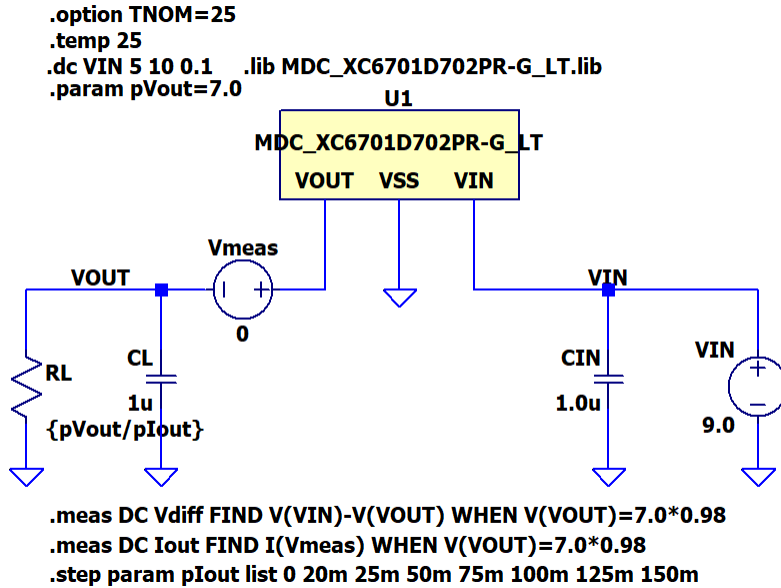 .option TNOM=25
.temp 25
.dc VIN 5 10 0.1 .lib MDC_XC6701D702PR-G_LT.lib
.param pVout=7.0
U1
MDC_XC6701D702PR-G_LT
VOUT VSS VIN
Vmeas
VOUT
VIN
0
RL
CL
CIN
VIN
1u
1.0u
9.0
{pVout/pIout}
.meas DC Vdiff FIND V(VIN)-V(VOUT) WHEN V(VOUT)=7.0*0.98
.meas DC Iout FIND I(Vmeas) WHEN V(VOUT)=7.0*0.98
.step param pIout list 0 20m 25m 50m 75m 100m 125m 150m